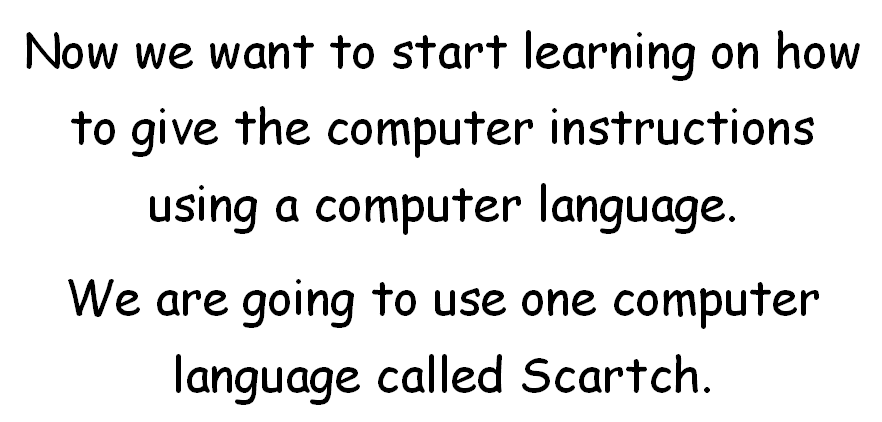 Now we want to start learning on how
to give the computer instructions
using a computer language.
We are going to use one computer
language called Scartch.